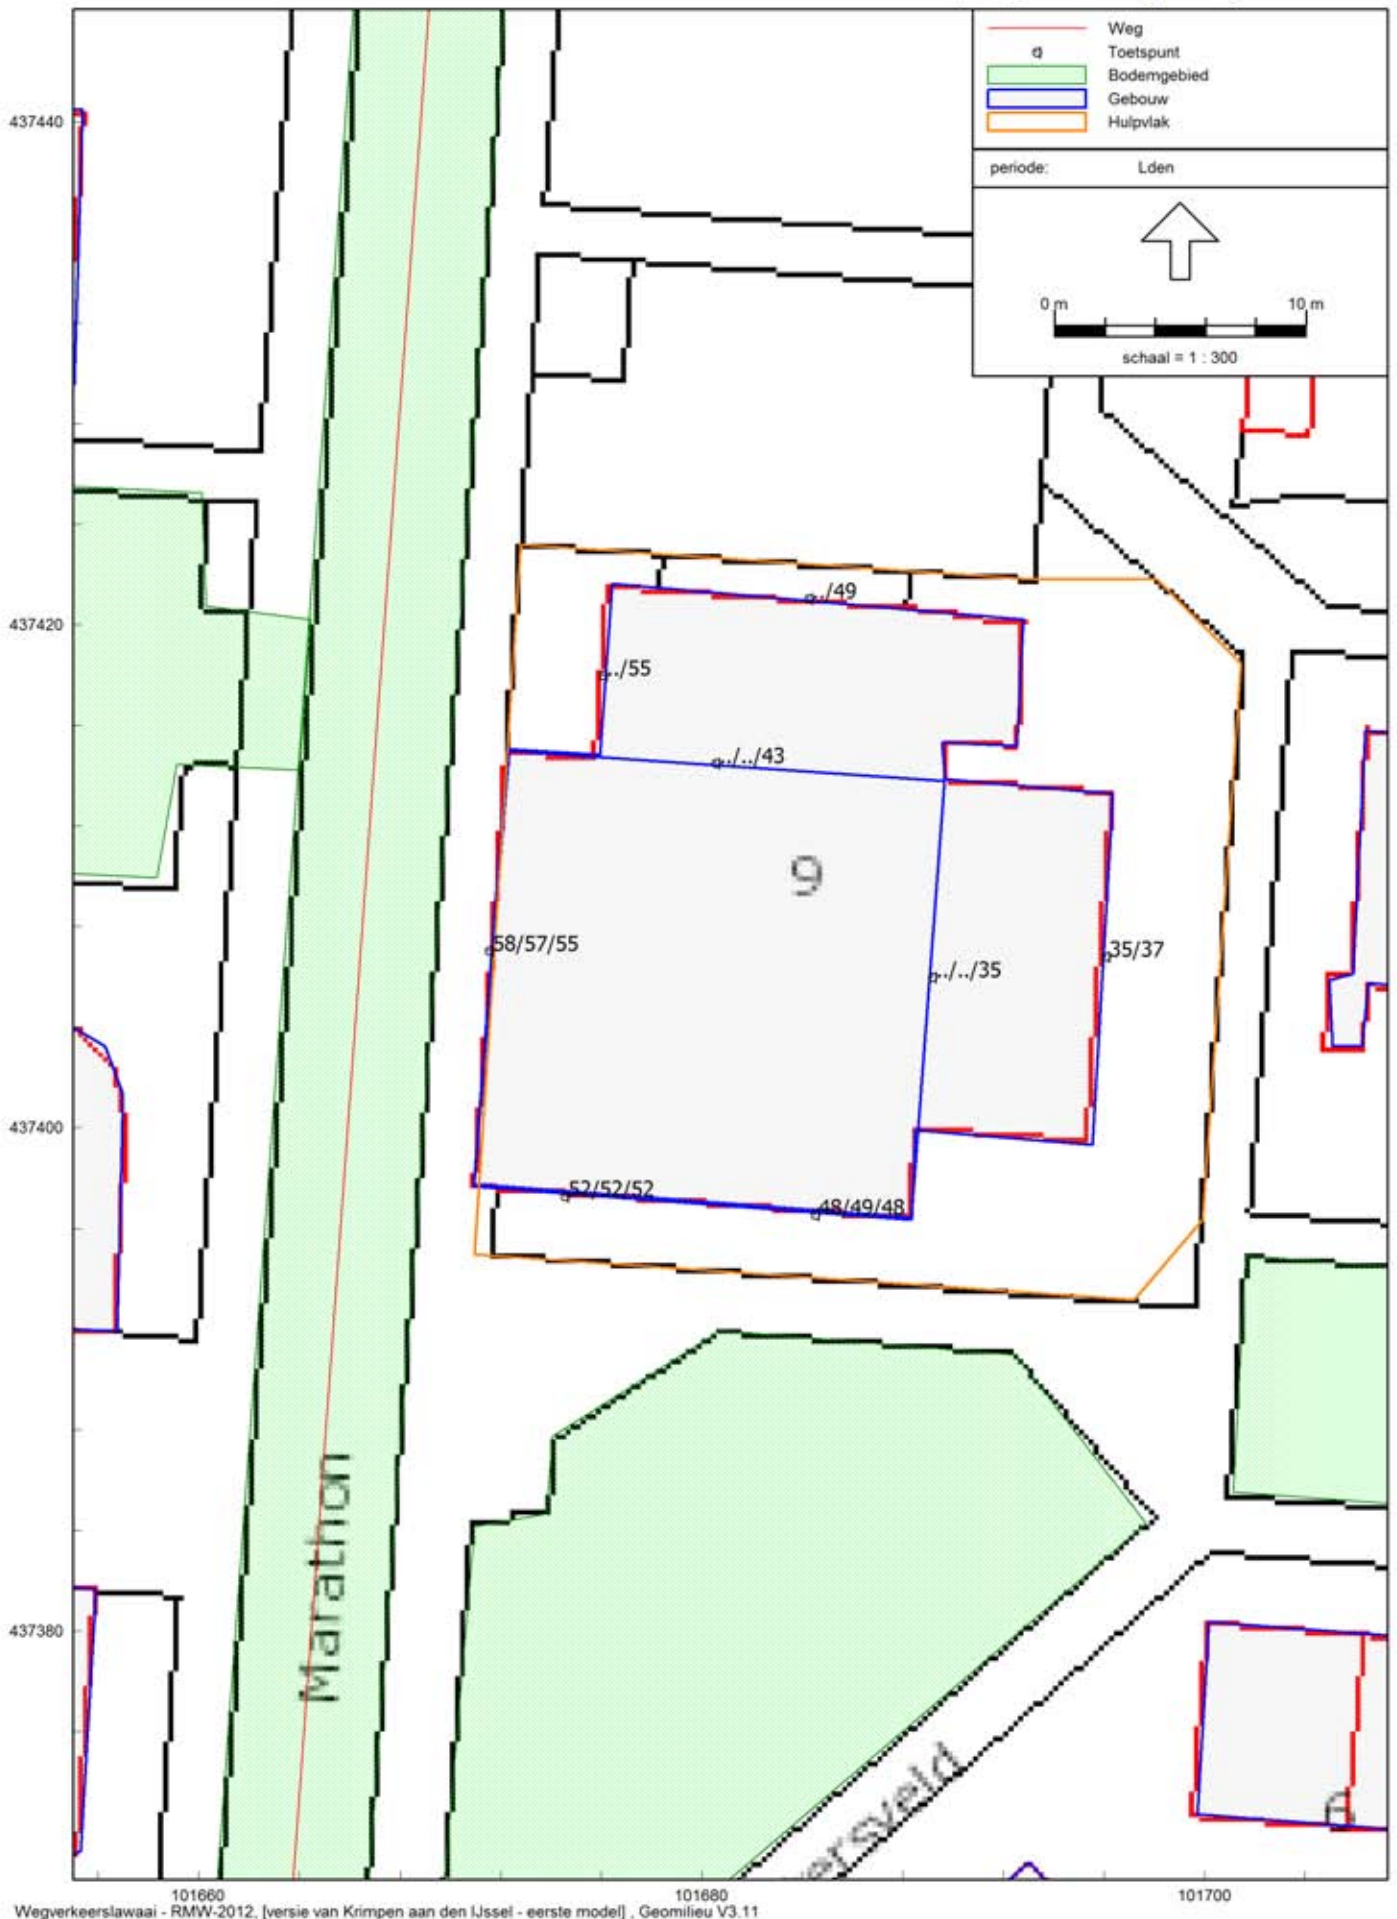 Weg
Toetspunt
Bodemgebied
Gebouw
Hulpvlak
periode: Lden
0 m 10 m
schaal = 1 : 300
437440
437420
437400
437380
../49
../55
../../43
9
58/57/55
../../35
35/37
52/52/52
48/49/48
Marathon
ersveld
101660 101680 101700
Wegverkeerslawaai - RMW-2012, [versie van Krimpen aan den IJssel - eerste model] , Geomilieu V3.11